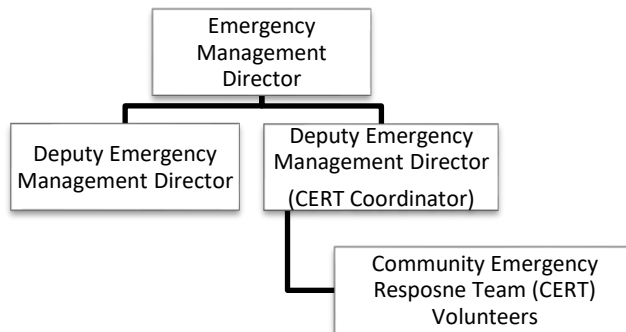 Emergency
Management
Director
Deputy Emergency
Management Director
Deputy Emergency
Management Director
(CERT Coordinator)
Community Emergency
Resposne Team (CERT)
Volunteers